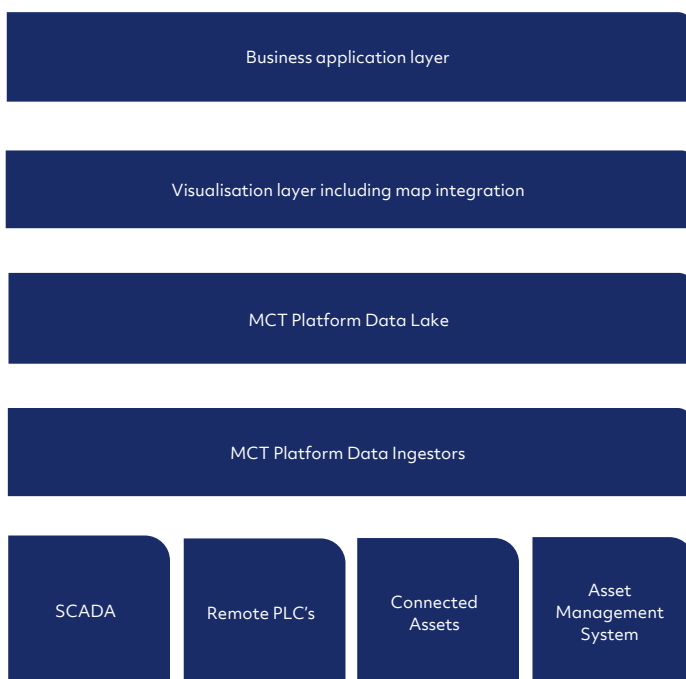 Business application layer
Visualisation layer including map integration
MCT Platform Data Lake
MCT Platform Data Ingestors
SCADA
Remote PLC's
Connected
Assets
Asset
Management
System